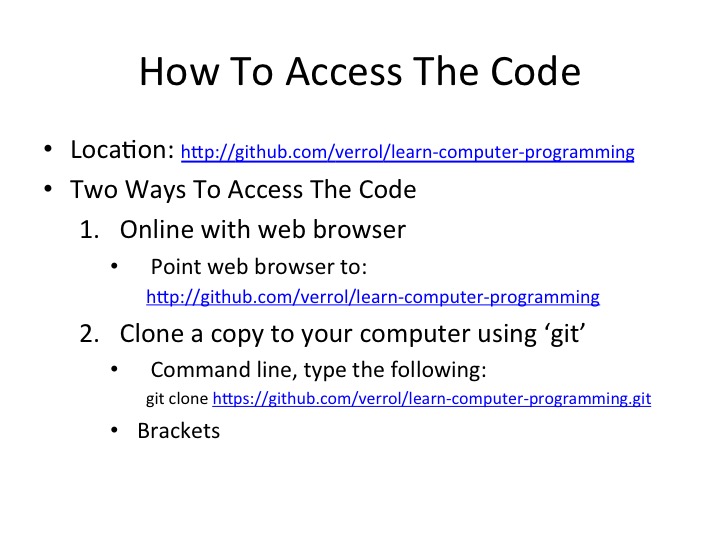 How To Access The Code
• Location: http://github.com/verrol/learn-computer-programming
• Two Ways To Access The Code
1. Online with web browser
• Point web browser to:
http://github.com/verrol/learn-computer-programming
2. Clone a copy to your computer using ‘git’
• Command line, type the following:
git clone https://github.com/verrol/learn-computer-programming.git
• Brackets